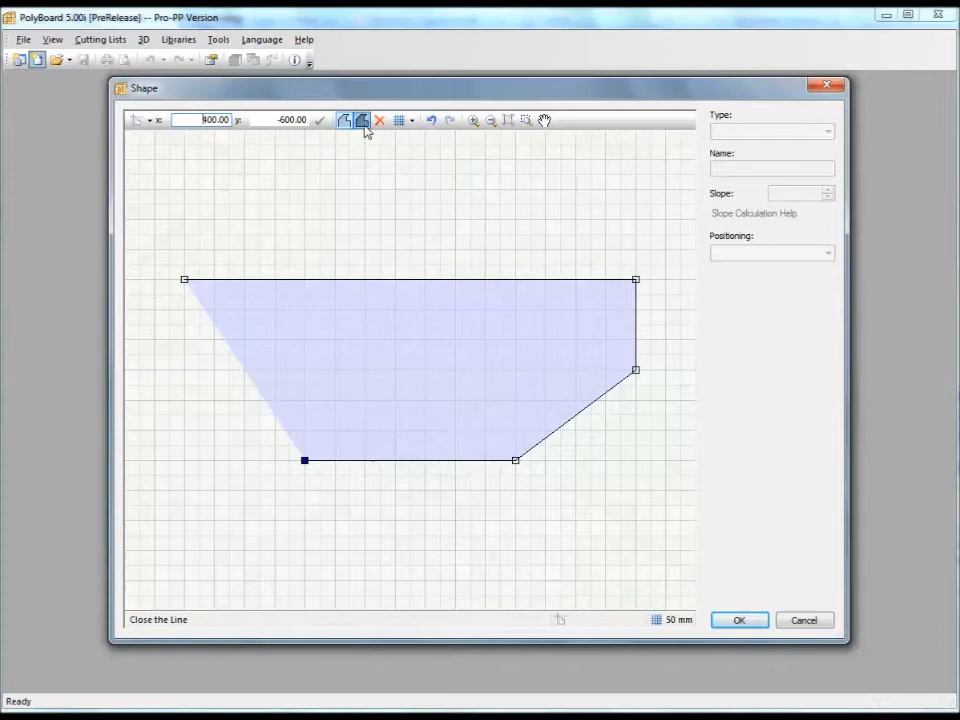 PolyBoard 5.00i [PreRelease] -- Pro-PP Version
File View Cutting Lists 3D Libraries Tools Language Help
Shape
x: 400.00 y: -600.00
Type:
Name:
Slope:
Slope Calculation Help
Positioning:
Close the Line
50 mm
OK Cancel
Ready